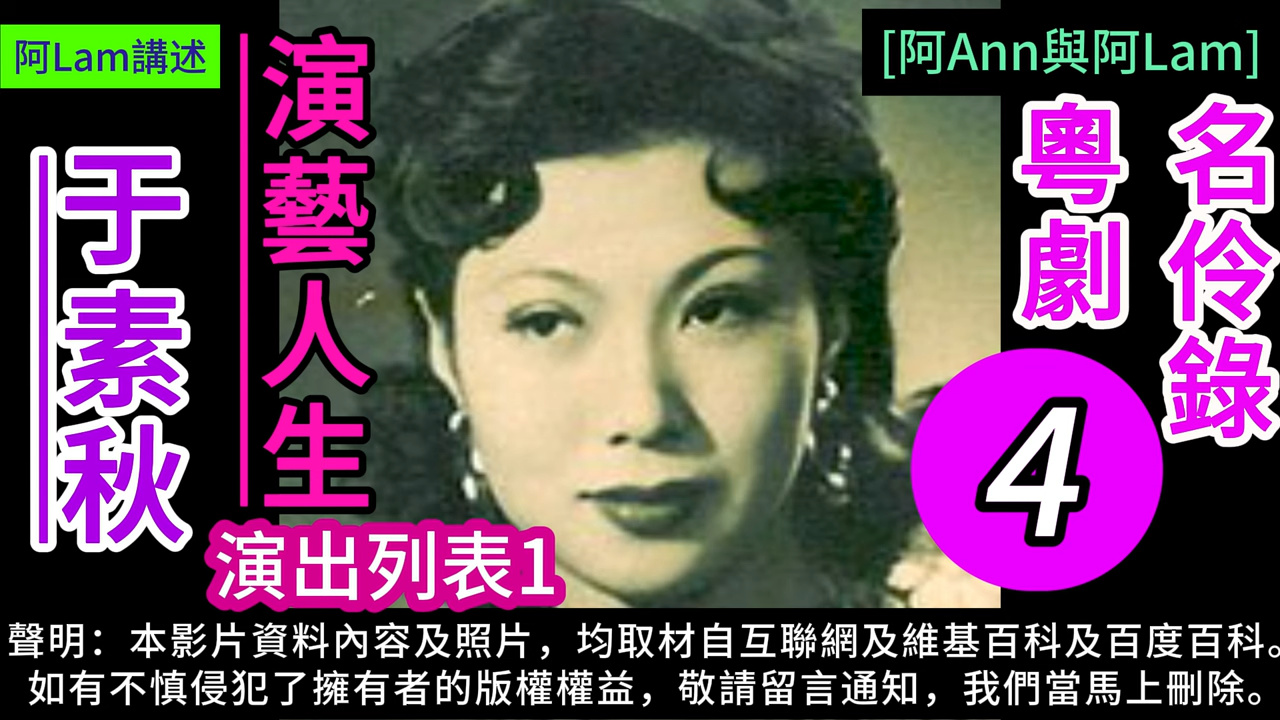 阿Lam講述
[阿Ann與阿Lam]
名伶錄
粵劇
4
演藝人生
于素秋
演出列表1
聲明：本影片資料內容及照片，均取材自互聯網及維基百科及百度百科。
如有不慎侵犯了擁有者的版權權益，敬請留言通知，我們當馬上刪除。